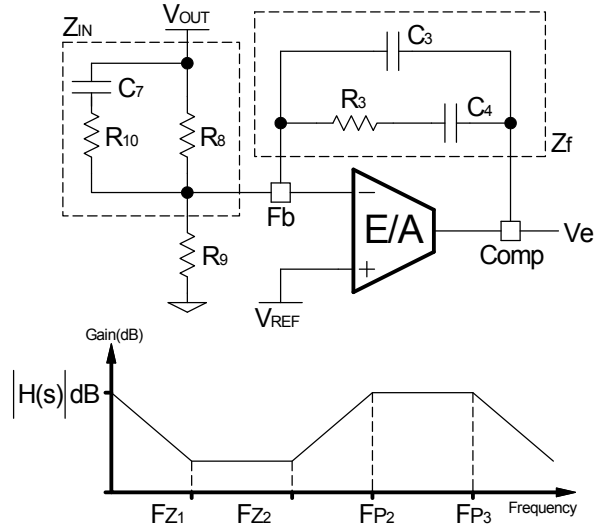 ZIN
VOUT
C7
R10
R8
R9
C3
R3
C4
Zf
Fb
−
E/A
+
VREF
Comp
Ve
Gain(dB)
|H(s)|dB
FZ1
FZ2
FP2
FP3
Frequency